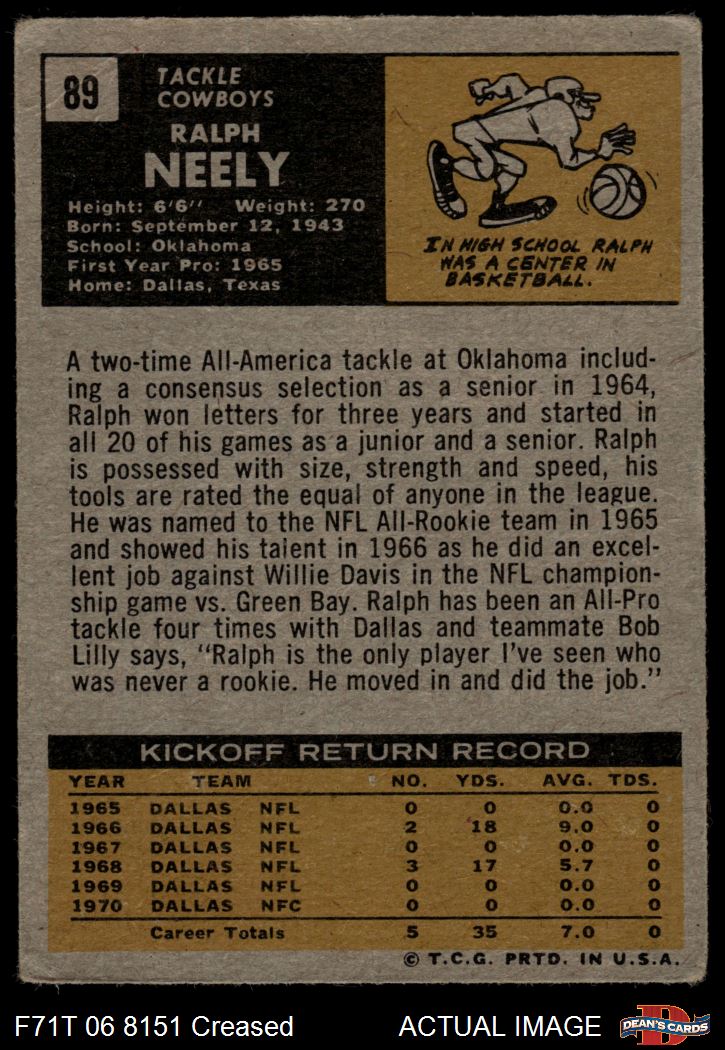 89
TACKLE
COWBOYS
RALPH
NEELY
Height: 6'6" Weight: 270
Born: September 12, 1943
School: Oklahoma
First Year Pro: 1965
Home: Dallas, Texas
IN HIGH SCHOOL RALPH
WAS A CENTER IN
BASKETBALL.
A two-time All-America tackle at Oklahoma includ-
ing a consensus selection as a senior in 1964,
Ralph won letters for three years and started in
all 20 of his games as a junior and a senior. Ralph
is possessed with size, strength and speed, his
tools are rated the equal of anyone in the league.
He was named to the NFL All-Rookie team in 1965
and showed his talent in 1966 as he did an excel-
lent job against Willie Davis in the NFL champion-
ship game vs. Green Bay. Ralph has been an All-Pro
tackle four times with Dallas and teammate Bob
Lilly says, "Ralph is the only player I've seen who
was never a rookie. He moved in and did the job."
KICKOFF RETURN RECORD
YEAR TEAM NO. YDS. AVG. TDS.
1965 DALLAS NFL 0 0 0.0 0
1966 DALLAS NFL 2 18 9.0 0
1967 DALLAS NFL 0 0 0.0 0
1968 DALLAS NFL 3 17 5.7 0
1969 DALLAS NFL 0 0 0.0 0
1970 DALLAS NFC 0 0 0.0 0
Career Totals 5 35 7.0 0
© T.C.G. PRTD. IN U.S.A.
F71T 06 8151 Creased ACTUAL IMAGE
D
DEAN'S CARDS